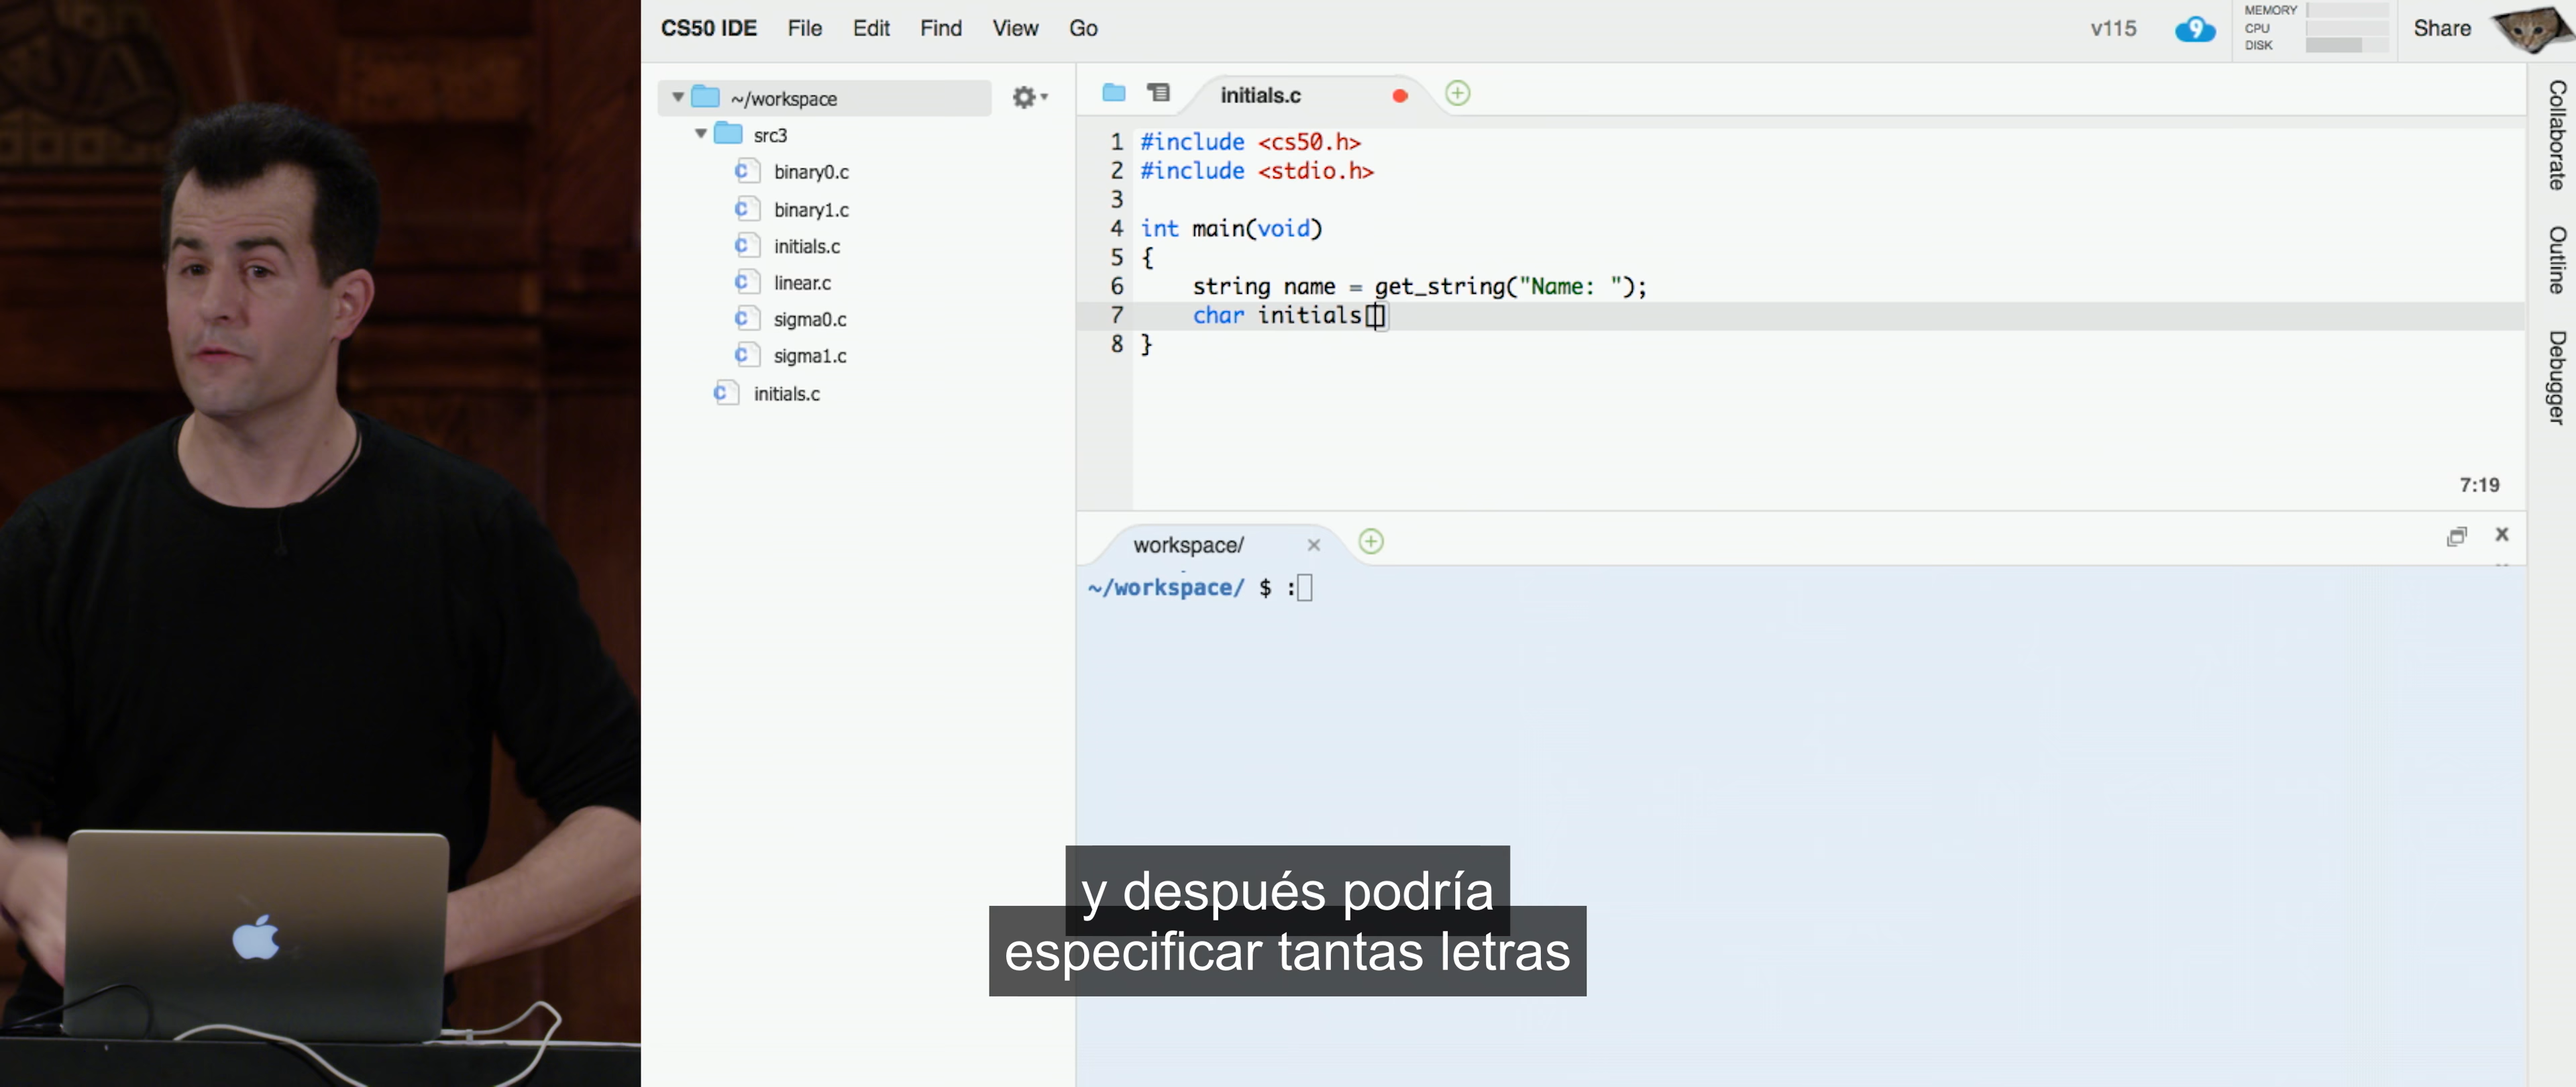 CS50 IDE File Edit Find View Go
v115
9
MEMORY
CPU
DISK
Share
~/workspace
src3
binary0.c
binary1.c
initials.c
linear.c
sigma0.c
sigma1.c
initials.c
initials.c
1 #include <cs50.h>
2 #include <stdio.h>
3
4 int main(void)
5 {
6 string name = get_string("Name: ");
7 char initials[]
8 }
7:19
workspace/
~/workspace/ $ :
Collaborate
Outline
Debugger
y después podría
especificar tantas letras